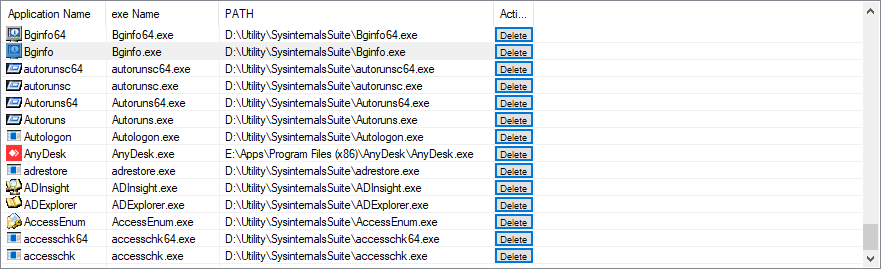 Application Name exe Name PATH Acti...
Bginfo64 Bginfo64.exe D:\Utility\SysinternalsSuite\Bginfo64.exe Delete
Bginfo Bginfo.exe D:\Utility\SysinternalsSuite\Bginfo.exe Delete
autorunsc64 autorunsc64.exe D:\Utility\SysinternalsSuite\autorunsc64.exe Delete
autorunsc autorunsc.exe D:\Utility\SysinternalsSuite\autorunsc.exe Delete
Autoruns64 Autoruns64.exe D:\Utility\SysinternalsSuite\Autoruns64.exe Delete
Autoruns Autoruns.exe D:\Utility\SysinternalsSuite\Autoruns.exe Delete
Autologon Autologon.exe D:\Utility\SysinternalsSuite\Autologon.exe Delete
AnyDesk AnyDesk.exe E:\Apps\Program Files (x86)\AnyDesk\AnyDesk.exe Delete
adrestore adrestore.exe D:\Utility\SysinternalsSuite\adrestore.exe Delete
ADInsight ADInsight.exe D:\Utility\SysinternalsSuite\ADInsight.exe Delete
ADExplorer ADExplorer.exe D:\Utility\SysinternalsSuite\ADExplorer.exe Delete
AccessEnum AccessEnum.exe D:\Utility\SysinternalsSuite\AccessEnum.exe Delete
accesschk64 accesschk64.exe D:\Utility\SysinternalsSuite\accesschk64.exe Delete
accesschk accesschk.exe D:\Utility\SysinternalsSuite\accesschk.exe Delete